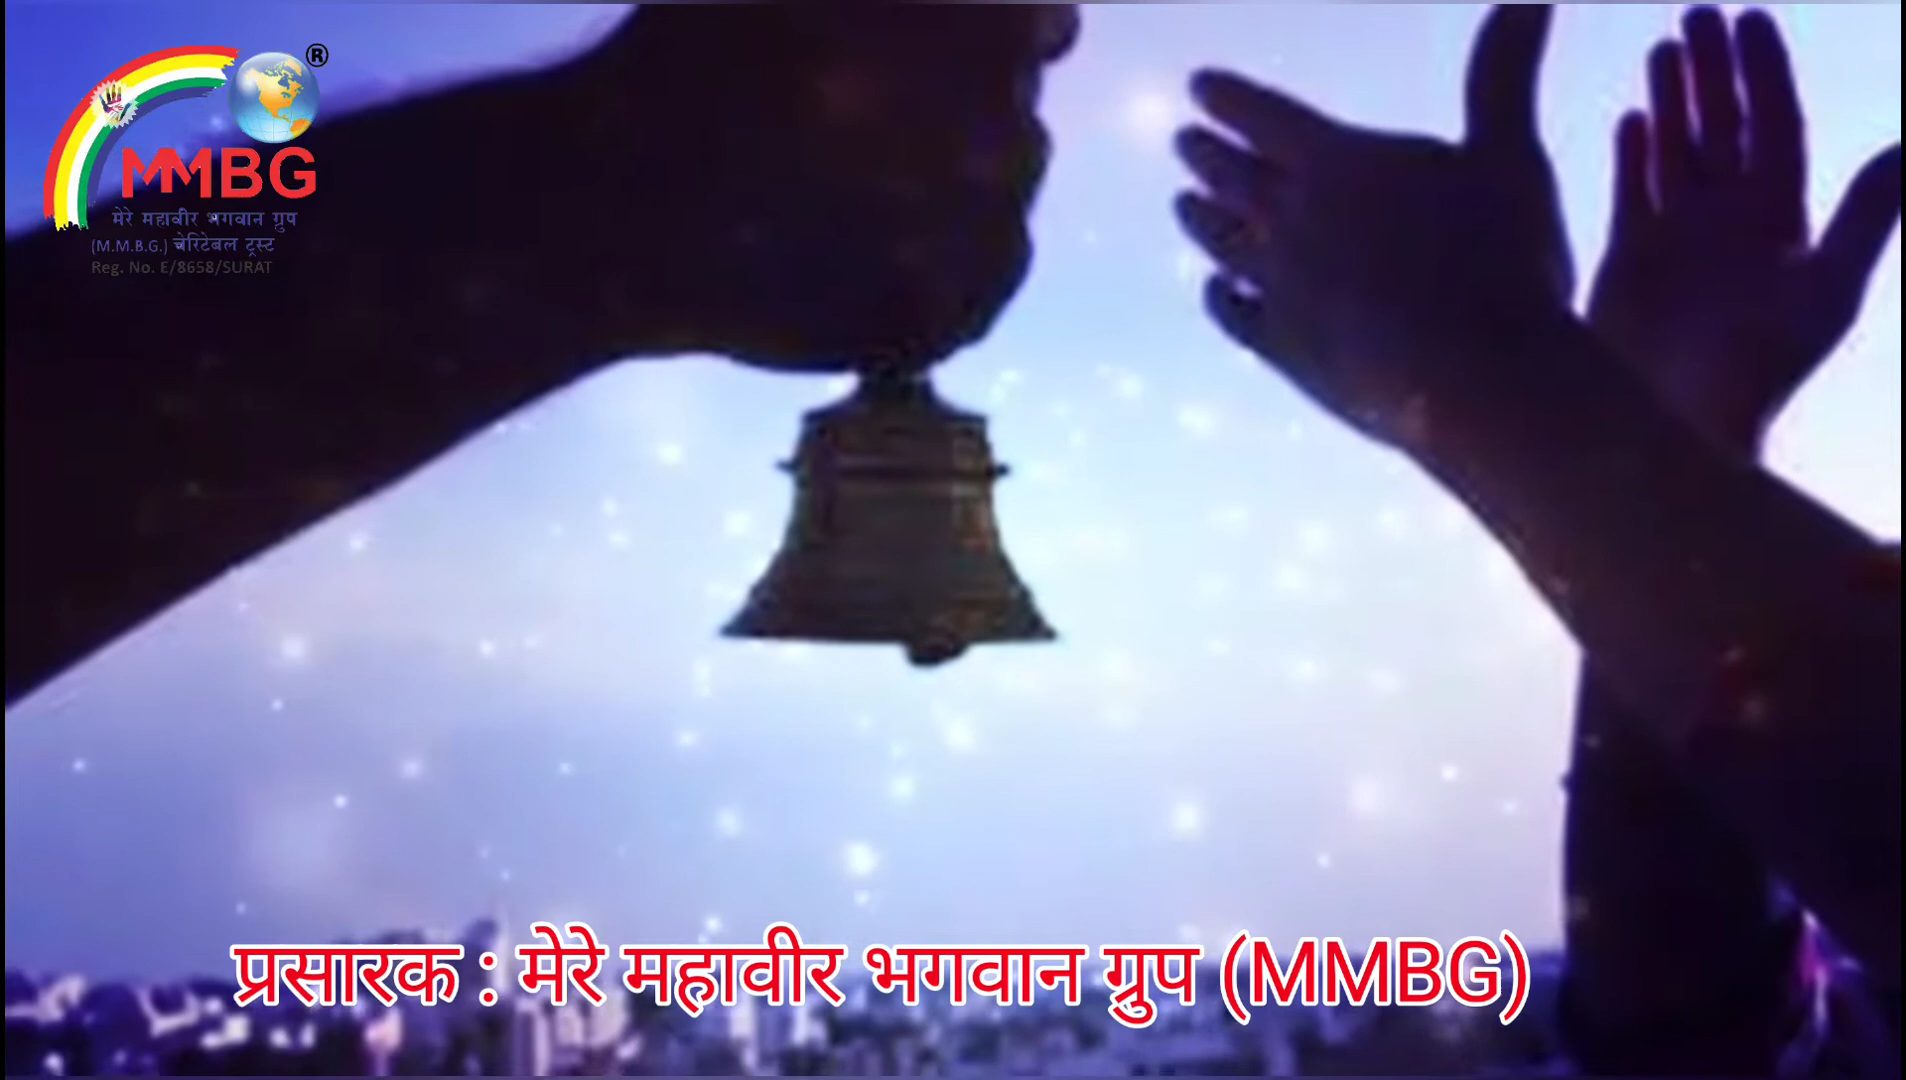 ®
MMBG
मेरे महावीर भगवान ग्रुप
(M.M.B.G.) चेरिटेबल ट्रस्ट
Reg. No. E/8658/SURAT
प्रसारक : मेरे महावीर भगवान ग्रुप (MMBG)